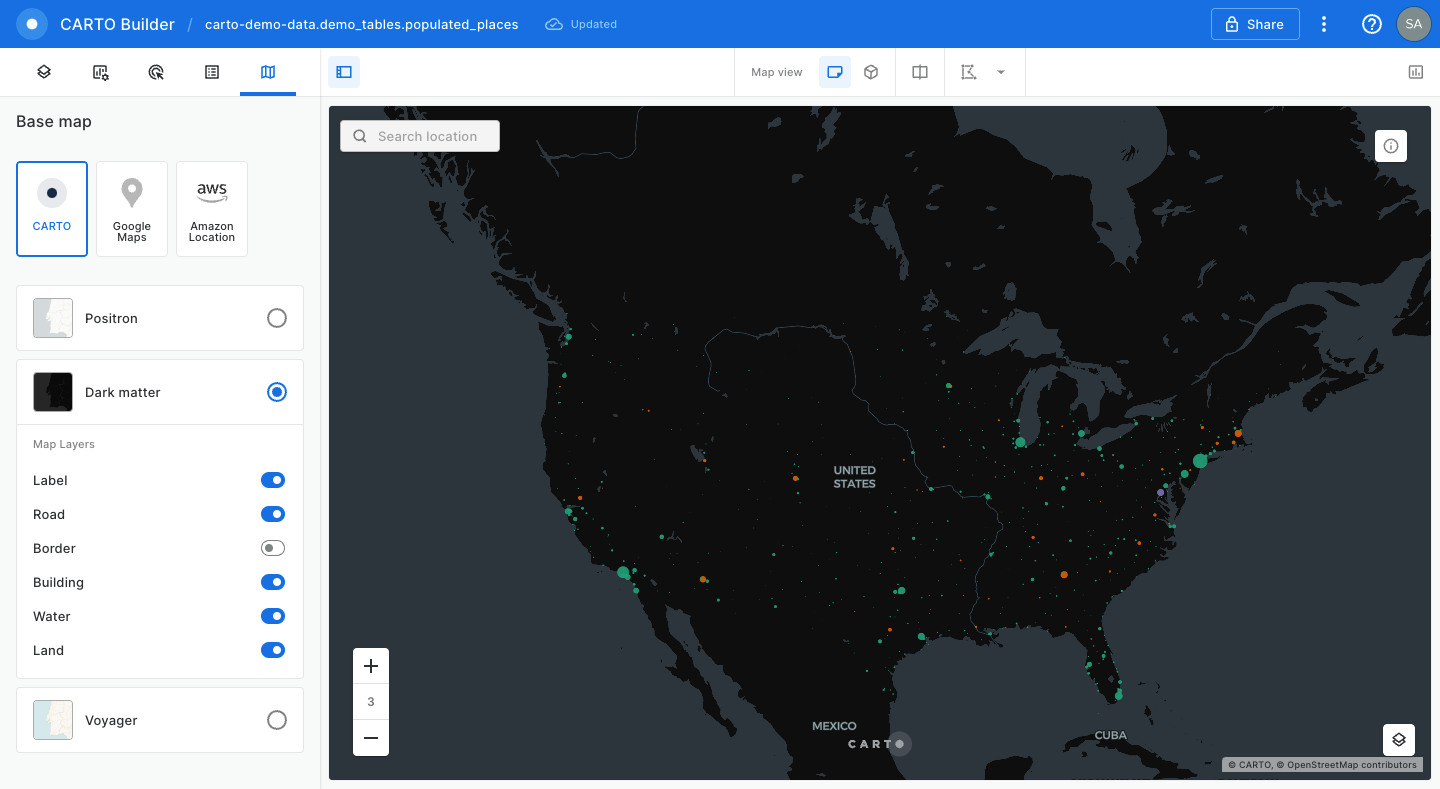 CARTO Builder / carto-demo-data.demo_tables.populated_places Updated Share SA
Map view
Base map
Search location
CARTO
Google
Maps
aws
Amazon
Location
Positron
Dark matter
Map Layers
Label
Road
Border
Building
Water
Land
Voyager
UNITED
STATES
MEXICO
CUBA
CARTO
3
© CARTO, © OpenStreetMap contributors